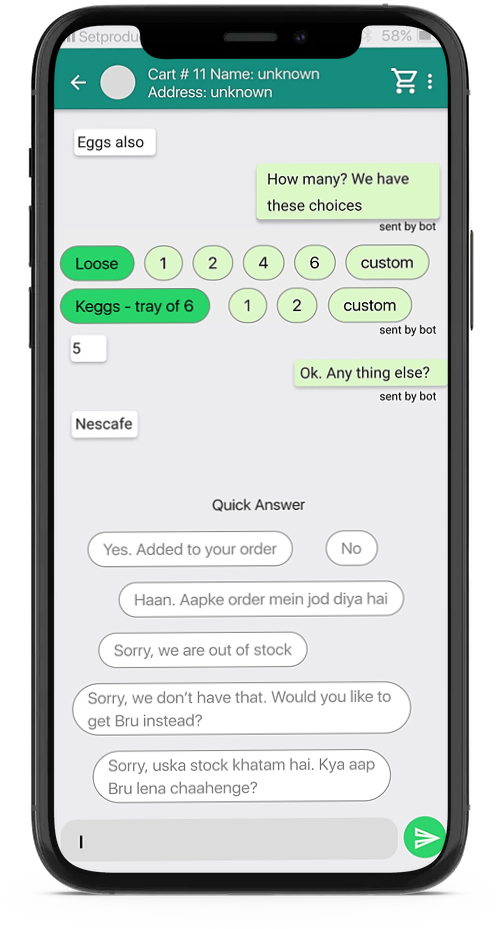 Setprodu
58%
Cart # 11 Name: unknown
Address: unknown
Eggs also
How many? We have
these choices
sent by bot
Loose 1 2 4 6 custom
Keggs - tray of 6 1 2 custom
sent by bot
5
Ok. Any thing else?
sent by bot
Nescafe
Quick Answer
Yes. Added to your order No
Haan. Aapke order mein jod diya hai
Sorry, we are out of stock
Sorry, we don’t have that. Would you like to
get Bru instead?
Sorry, uska stock khatam hai. Kya aap
Bru lena chaahenge?